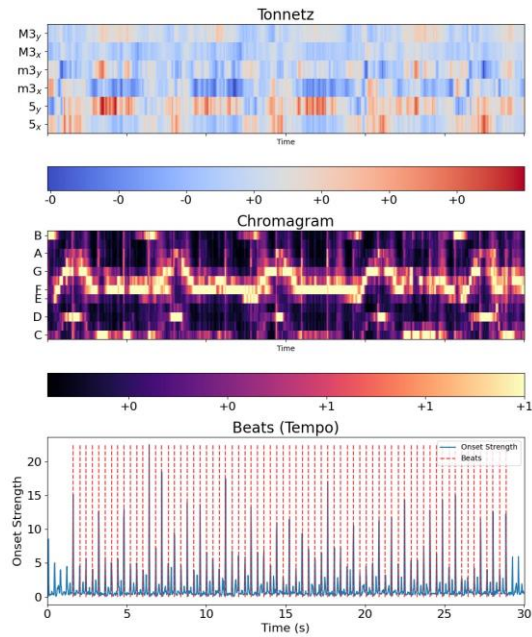 Tonnetz
M3y
M3x
m3y
m3x
5y
5x
Time
-0 -0 -0 +0 +0 +0
Chromagram
B
A
G
F
E
D
C
Time
+0 +0 +1 +1 +1
Beats (Tempo)
Onset Strength
Beats
Onset Strength
20
15
10
5
0
0 5 10 15 20 25 30
Time (s)